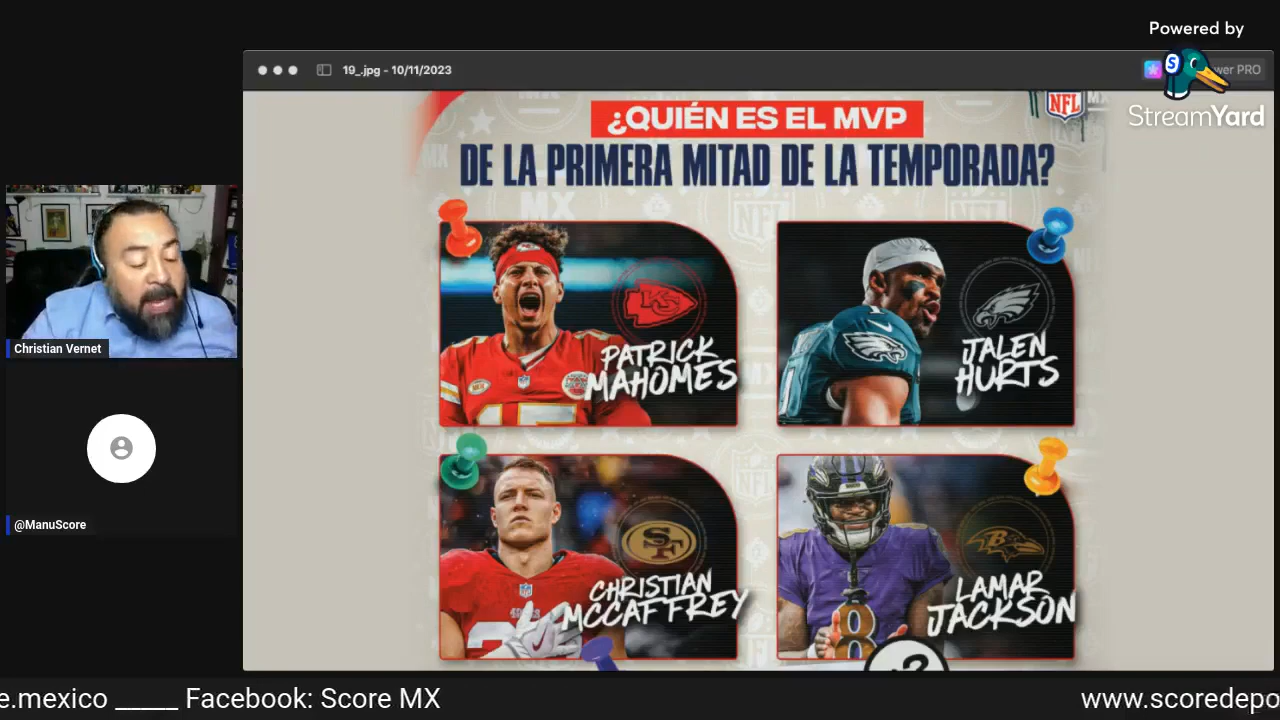 Powered by
StreamYard
19_.jpg - 10/11/2023
wer PRO
¿QUIÉN ES EL MVP
DE LA PRIMERA MITAD DE LA TEMPORADA?
NFL
PATRICK
MAHOMES
JALEN
HURTS
CHRISTIAN
MCCAFFREY
LAMAR
JACKSON
Christian Vernet
@ManuScore
e.mexico _____ Facebook: Score MX
www.scoredepo